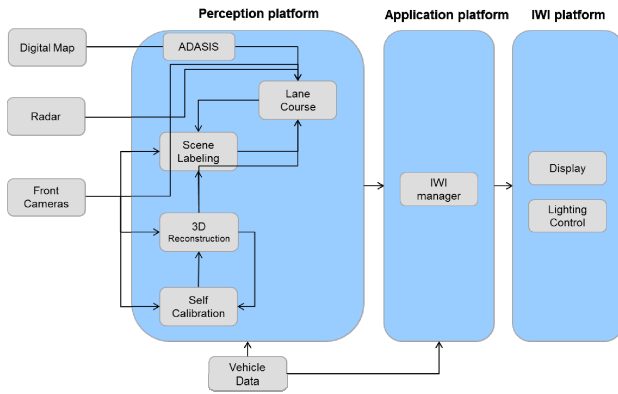 Perception platform
Application platform
IWI platform
Digital Map
ADASIS
Lane
Course
Radar
Scene
Labeling
Display
Front
Cameras
IWI
manager
Lighting
Control
3D
Reconstruction
Self
Calibration
Vehicle
Data